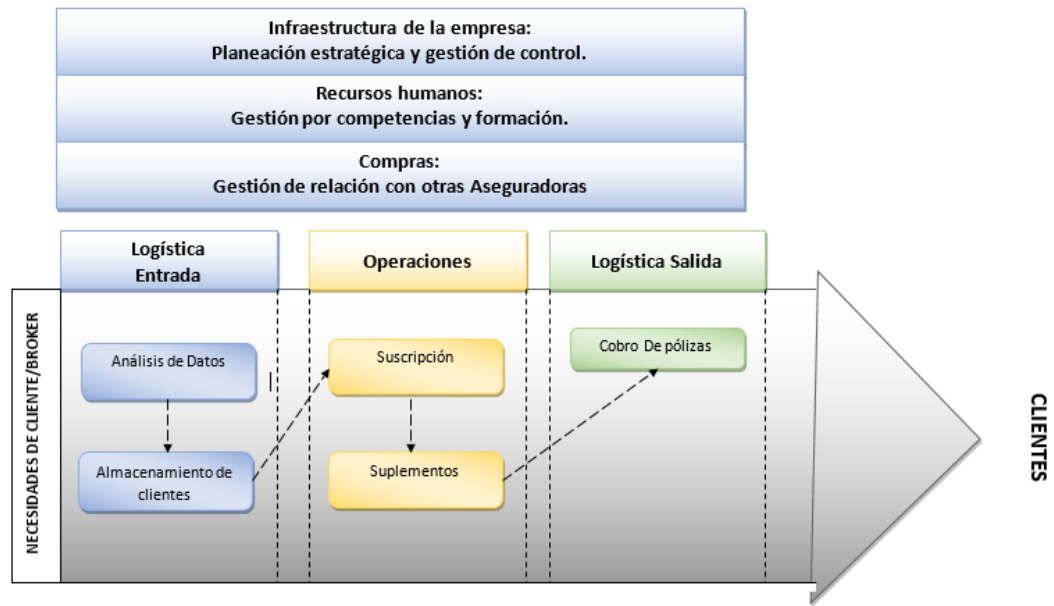 Infraestructura de la empresa:
Planeación estratégica y gestión de control.
Recursos humanos:
Gestión por competencias y formación.
Compras:
Gestión de relación con otras Aseguradoras
Logística
Entrada
Operaciones
Logística Salida
NECESIDADES DE CLIENTE/BROKER
Análisis de Datos
Almacenamiento de
clientes
Suscripción
Suplementos
Cobro De pólizas
CLIENTES